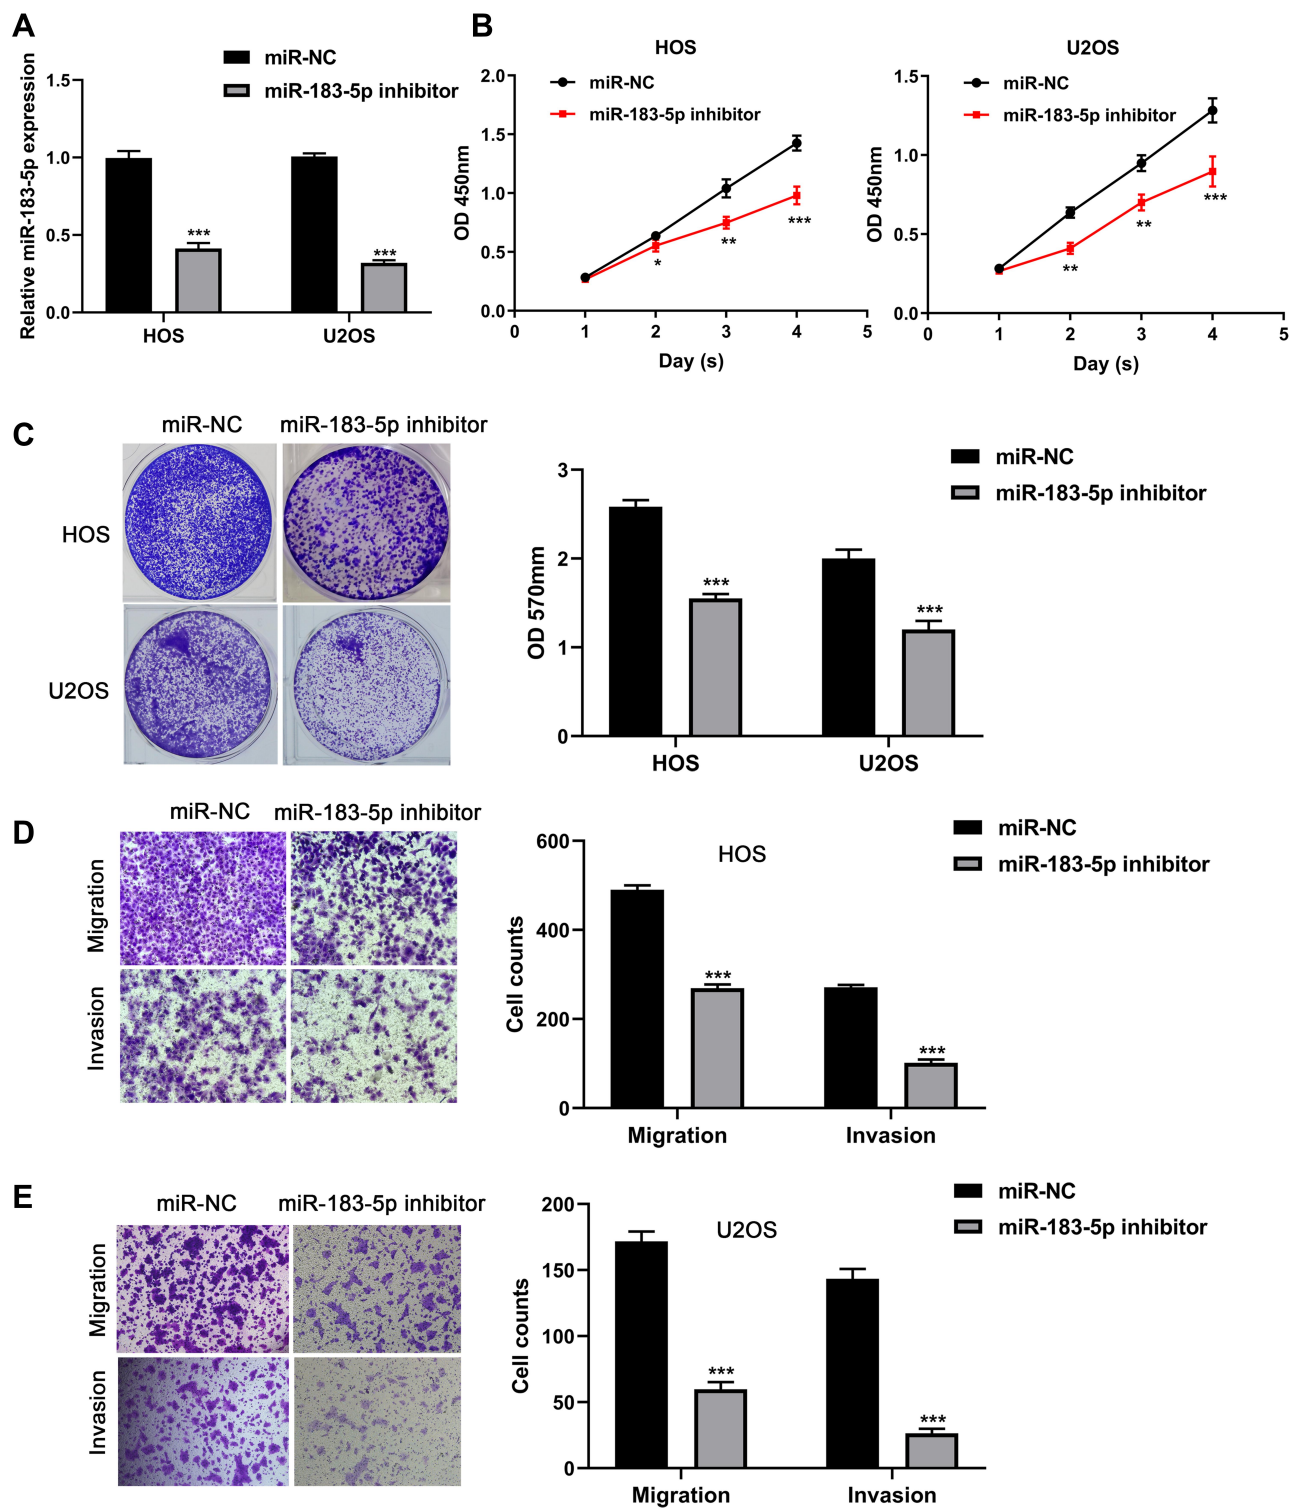 A
miR-NC
miR-183-5p inhibitor
Relative miR-183-5p expression
1.5
1.0
0.5
0.0
***
***
HOS
U2OS
B
HOS
miR-NC
miR-183-5p inhibitor
OD 450nm
2.0
1.5
1.0
0.5
0.0
*
**
***
0 1 2 3 4 5
Day (s)
U2OS
miR-NC
miR-183-5p inhibitor
OD 450nm
1.5
1.0
0.5
0.0
**
**
***
0 1 2 3 4 5
Day (s)
C
miR-NC
miR-183-5p inhibitor
HOS
U2OS
miR-NC
miR-183-5p inhibitor
OD 570mm
3
2
1
0
***
***
HOS
U2OS
D
miR-NC
miR-183-5p inhibitor
Migration
Invasion
HOS
miR-NC
miR-183-5p inhibitor
Cell counts
600
400
200
0
***
***
Migration
Invasion
E
miR-NC
miR-183-5p inhibitor
Migration
Invasion
U2OS
miR-NC
miR-183-5p inhibitor
Cell counts
200
150
100
50
0
***
***
Migration
Invasion